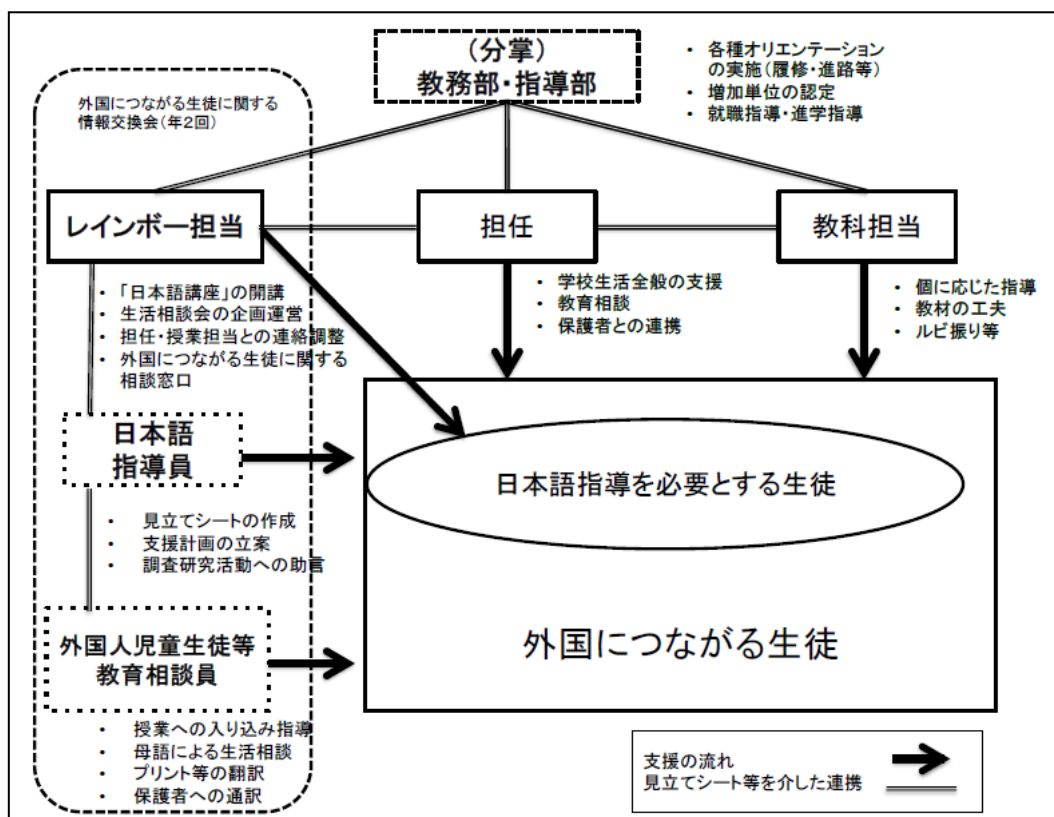 (分掌)
教務部・指導部
・ 各種オリエンテーション
の実施(履修・進路等)
・ 増加単位の認定
・ 就職指導・進学指導
外国につながる生徒に関する
情報交換会(年2回)
レインボー担当
担任
教科担当
・ 「日本語講座」の開講
・ 生活相談会の企画運営
・ 担任・授業担当との連絡調整
・ 外国につながる生徒に関する
相談窓口
・ 学校生活全般の支援
・ 教育相談
・ 保護者との連携
・ 個に応じた指導
・ 教材の工夫
・ ルビ振り等
日本語
指導員
日本語指導を必要とする生徒
・ 見立てシートの作成
・ 支援計画の立案
・ 調査研究活動への助言
外国人児童生徒等
教育相談員
外国につながる生徒
・ 授業への入り込み指導
・ 母語による生活相談
・ プリント等の翻訳
・ 保護者への通訳
支援の流れ
見立てシート等を介した連携